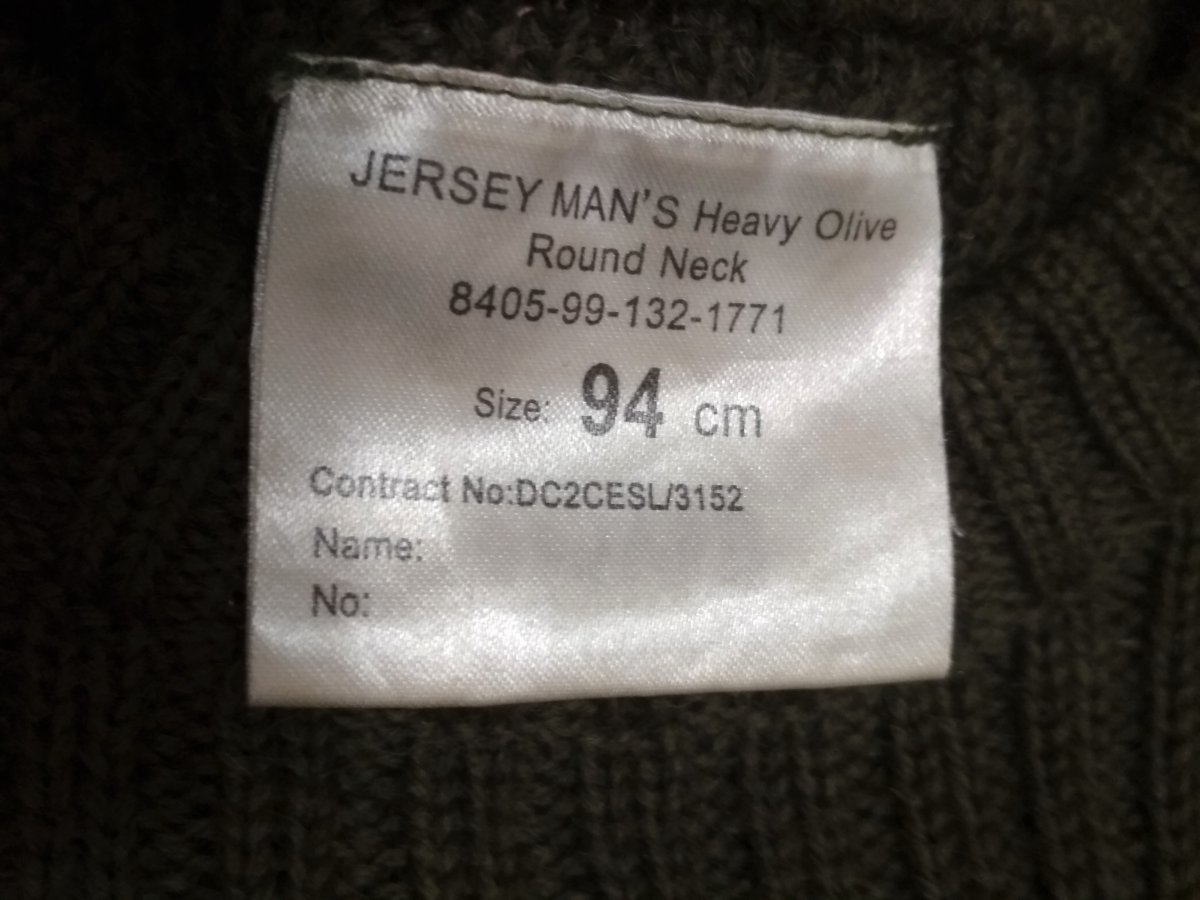 JERSEY MAN'S Heavy Olive
Round Neck
8405-99-132-1771
Size: 94 cm
Contract No:DC2CESL/3152
Name:
No: